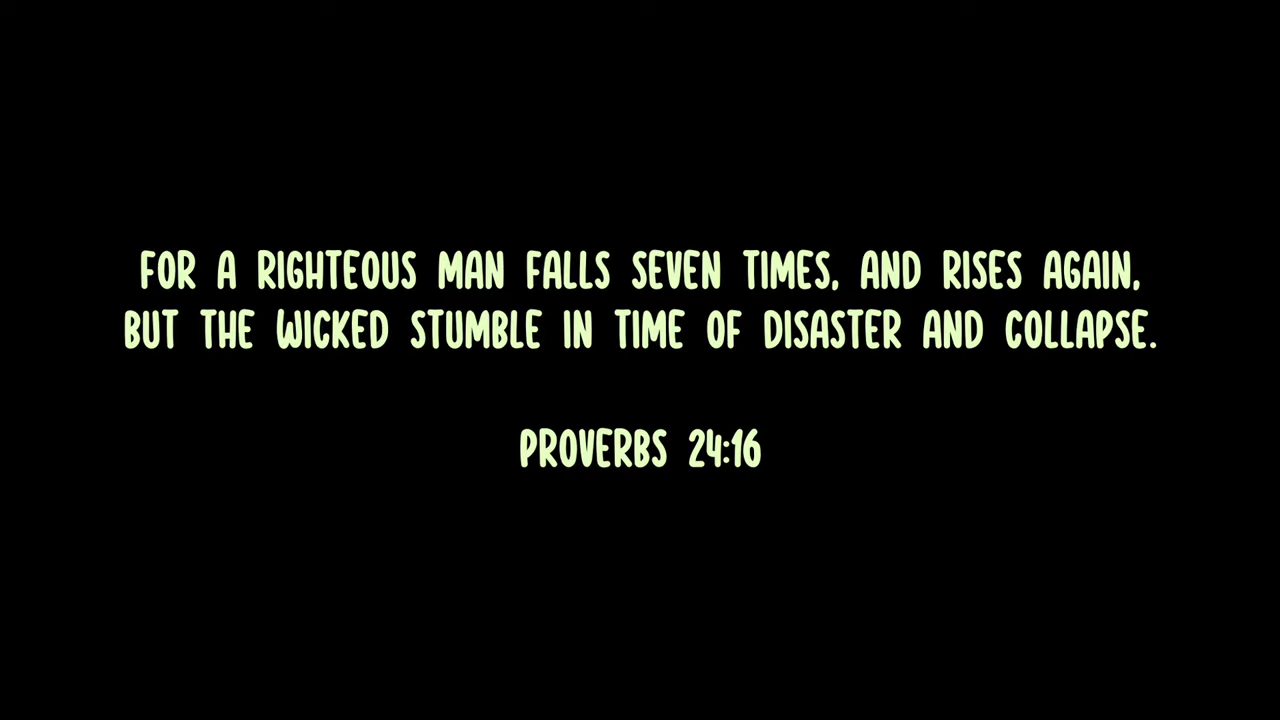 FOR A RIGHTEOUS MAN FALLS SEVEN TIMES, AND RISES AGAIN,
BUT THE WICKED STUMBLE IN TIME OF DISASTER AND COLLAPSE.
PROVERBS 24:16